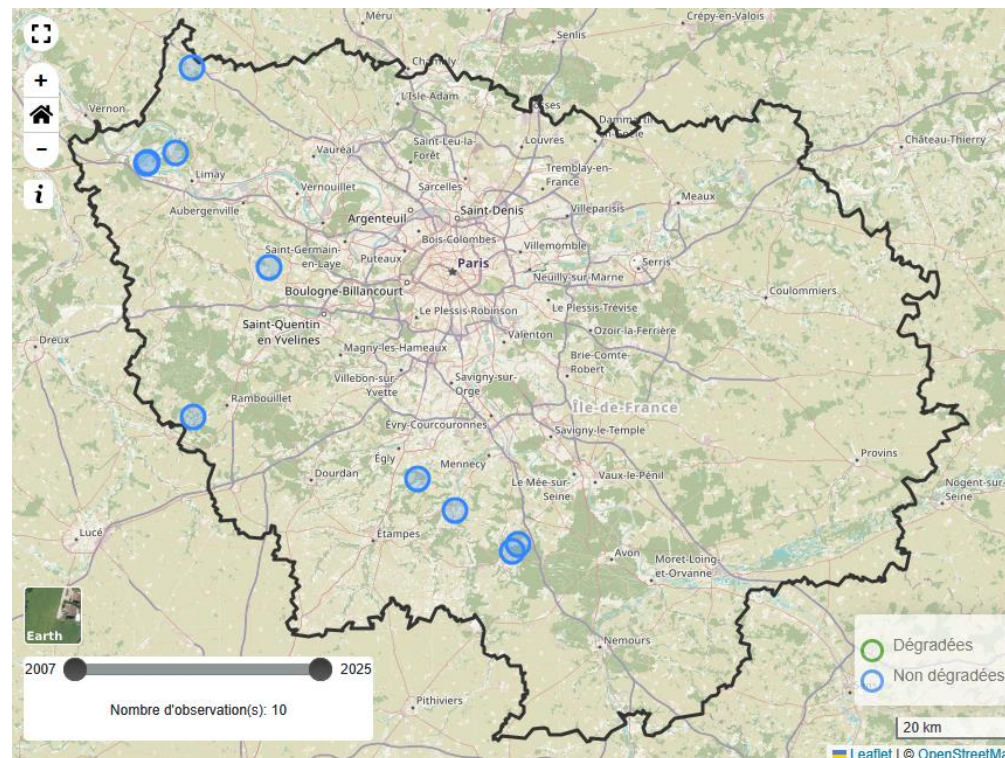 Méru
Crépy-en-Valois
Senlis
Chambly
Vernon
L'Isle-Adam
Dammartin
en-Goële
Château-Thierry
Vauréal
Saint-Leu-la-
Forêt
Louvres
Limay
Tremblay-en-
France
Vernouillet
Sarcelles
Meaux
Aubergenville
Argenteuil
Saint-Denis
Villeparisis
Bois-Colombes
Saint-Germain-
en-Laye
Puteaux
Paris
Villemomble
Serris
Neuilly-sur-Marne
Boulogne-Billancourt
Coulommiers
Le Plessis-Robinson
Le Plessis-Trévise
Saint-Quentin
en Yvelines
Valenton
Ozoir-la-Ferrière
Dreux
Magny-les-Hameaux
Brie-Comte-
Robert
Villebon-sur-
Yvette
Savigny-sur-
Orge
Rambouillet
Île-de-France
Évry-Courcouronnes
Savigny-le-Temple
Égly
Mennecy
Provins
Dourdan
Le Mée-sur-
Seine
Vaux-le-Pénil
Nogent-sur-
Seine
Lucé
Étampes
Avon
Moret-Loing-
et-Orvanne
Earth
Nemours
Dégradées
Non dégradées
2007
2025
Nombre d'observation(s): 10
Pithiviers
20 km
Leaflet | © OpenStreetMa